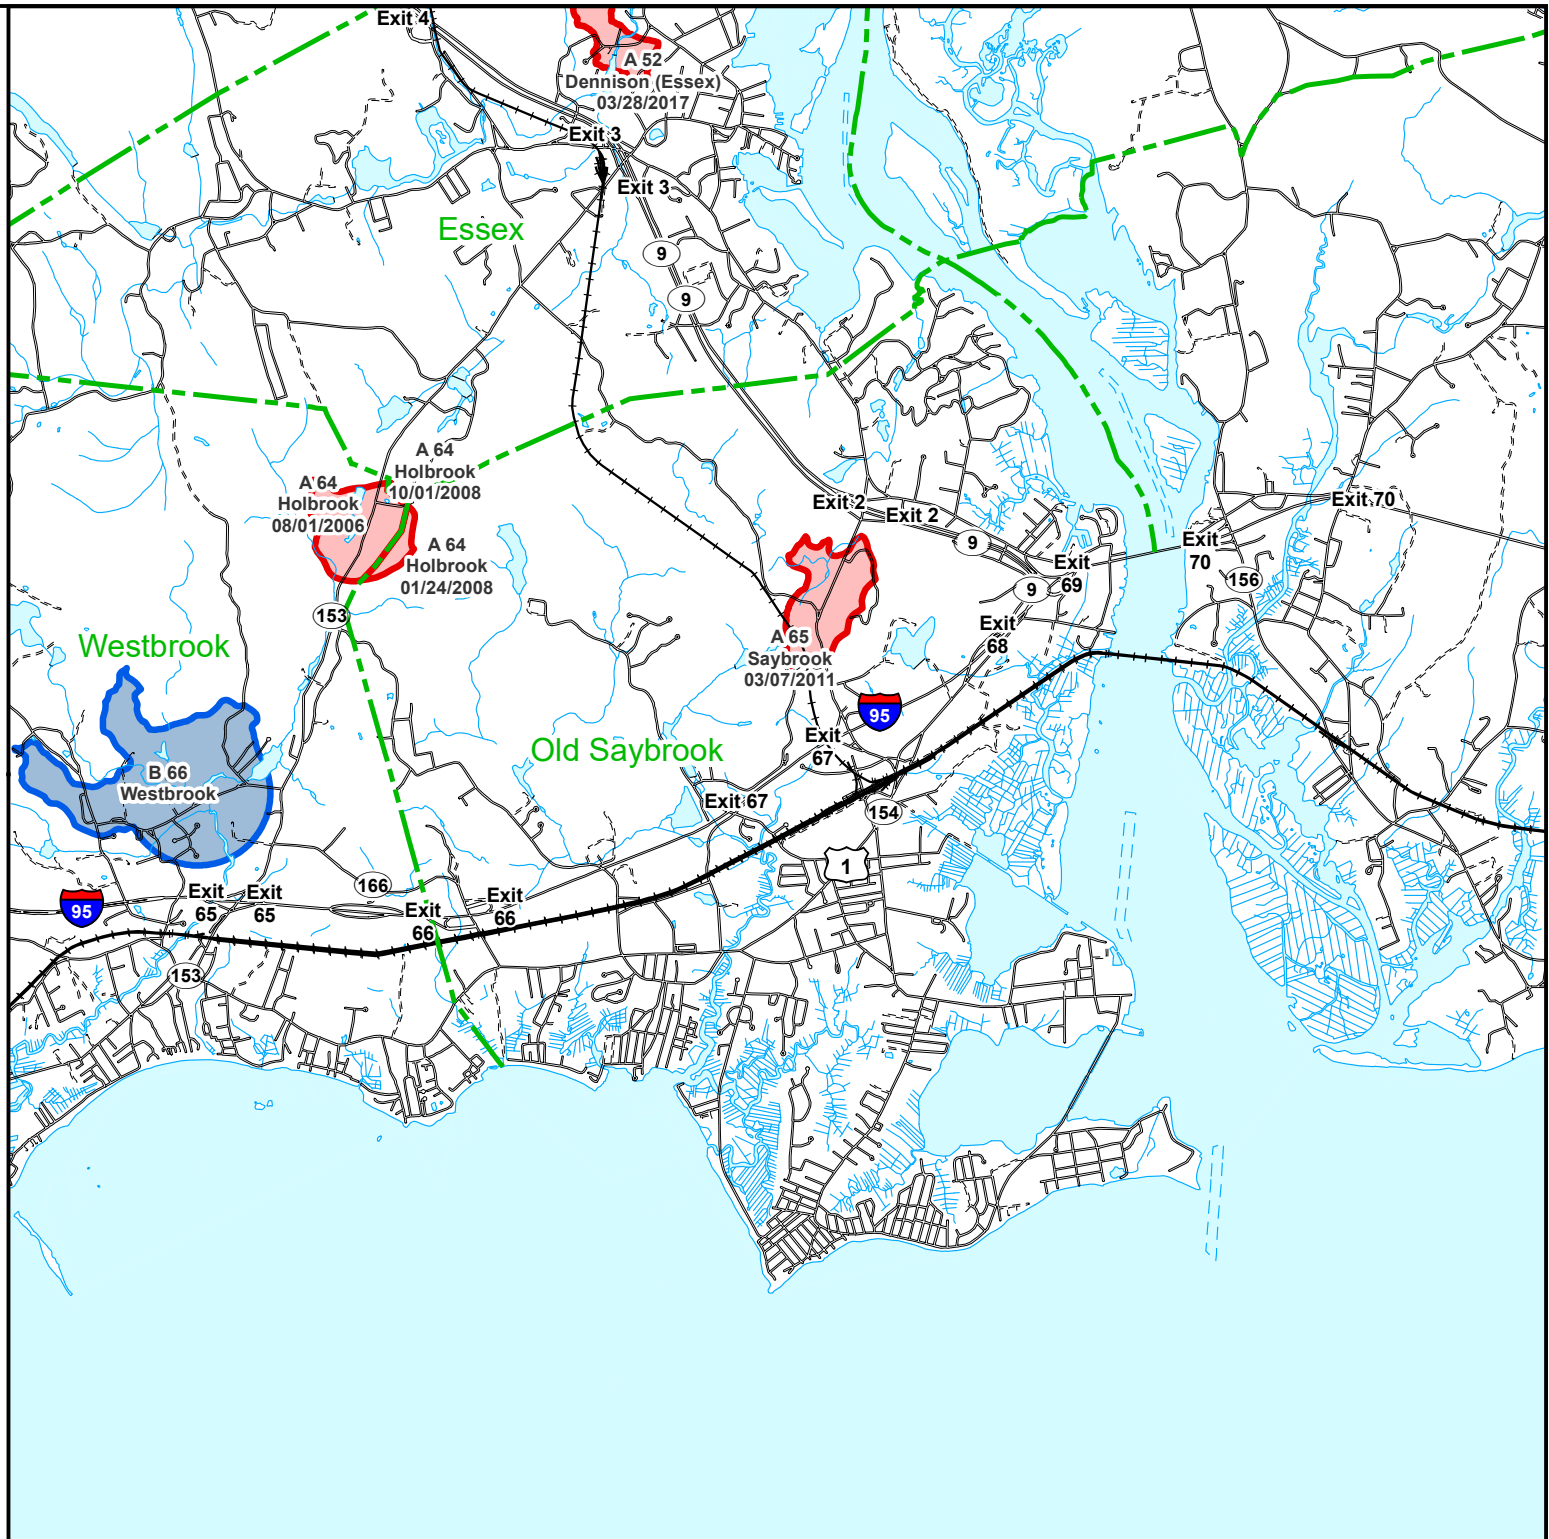 Exit 4
A 52
Dennison (Essex)
03/28/2017
Exit 3
Exit 3
Essex
9
9
A 64
Holbrook
10/01/2008
A 64
Holbrook
08/01/2006
A 64
Holbrook
01/24/2008
Exit 2
Exit 2
Exit 70
9
Exit
70
Exit
69
156
9
153
Exit
68
Westbrook
A 65
Saybrook
03/07/2011
95
Old Saybrook
Exit
67
B 66
Westbrook
Exit 67
154
1
166
Exit
65
Exit
65
Exit
66
Exit
66
95
153